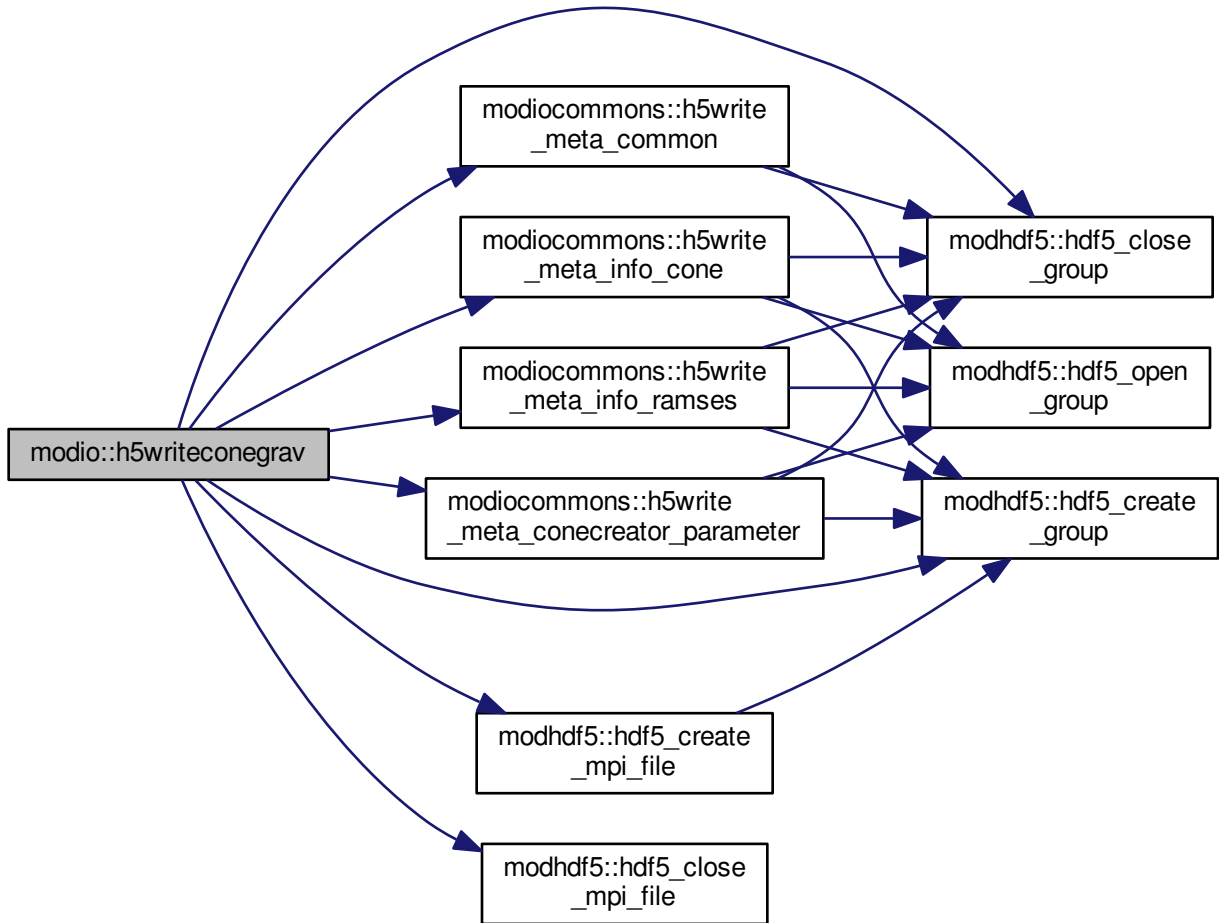 modio::h5writeconegrav
modiocommons::h5write
_meta_common
modiocommons::h5write
_meta_info_cone
modiocommons::h5write
_meta_info_ramses
modiocommons::h5write
_meta_conecreator_parameter
modhdf5::hdf5_create
_mpi_file
modhdf5::hdf5_close
_mpi_file
modhdf5::hdf5_close
_group
modhdf5::hdf5_open
_group
modhdf5::hdf5_create
_group